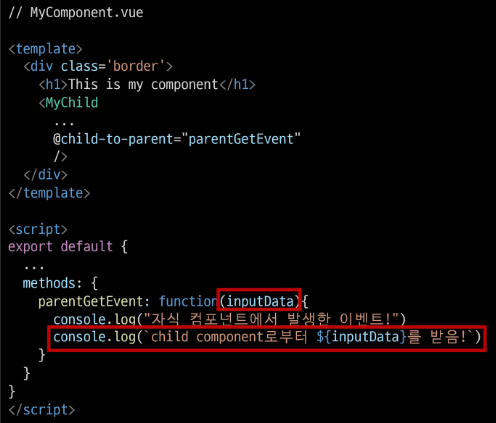 // MyComponent.vue
<template>
<div class='border'>
<h1>This is my component</h1>
<MyChild
...
@child-to-parent="parentGetEvent"
/>
</div>
</template>
<script>
export default {
...
methods: {
parentGetEvent: function(inputData){
console.log("자식 컴포넌트에서 발생한 이벤트!")
console.log(`child component로부터 ${inputData}를 받음!`)
}
}
}
</script>